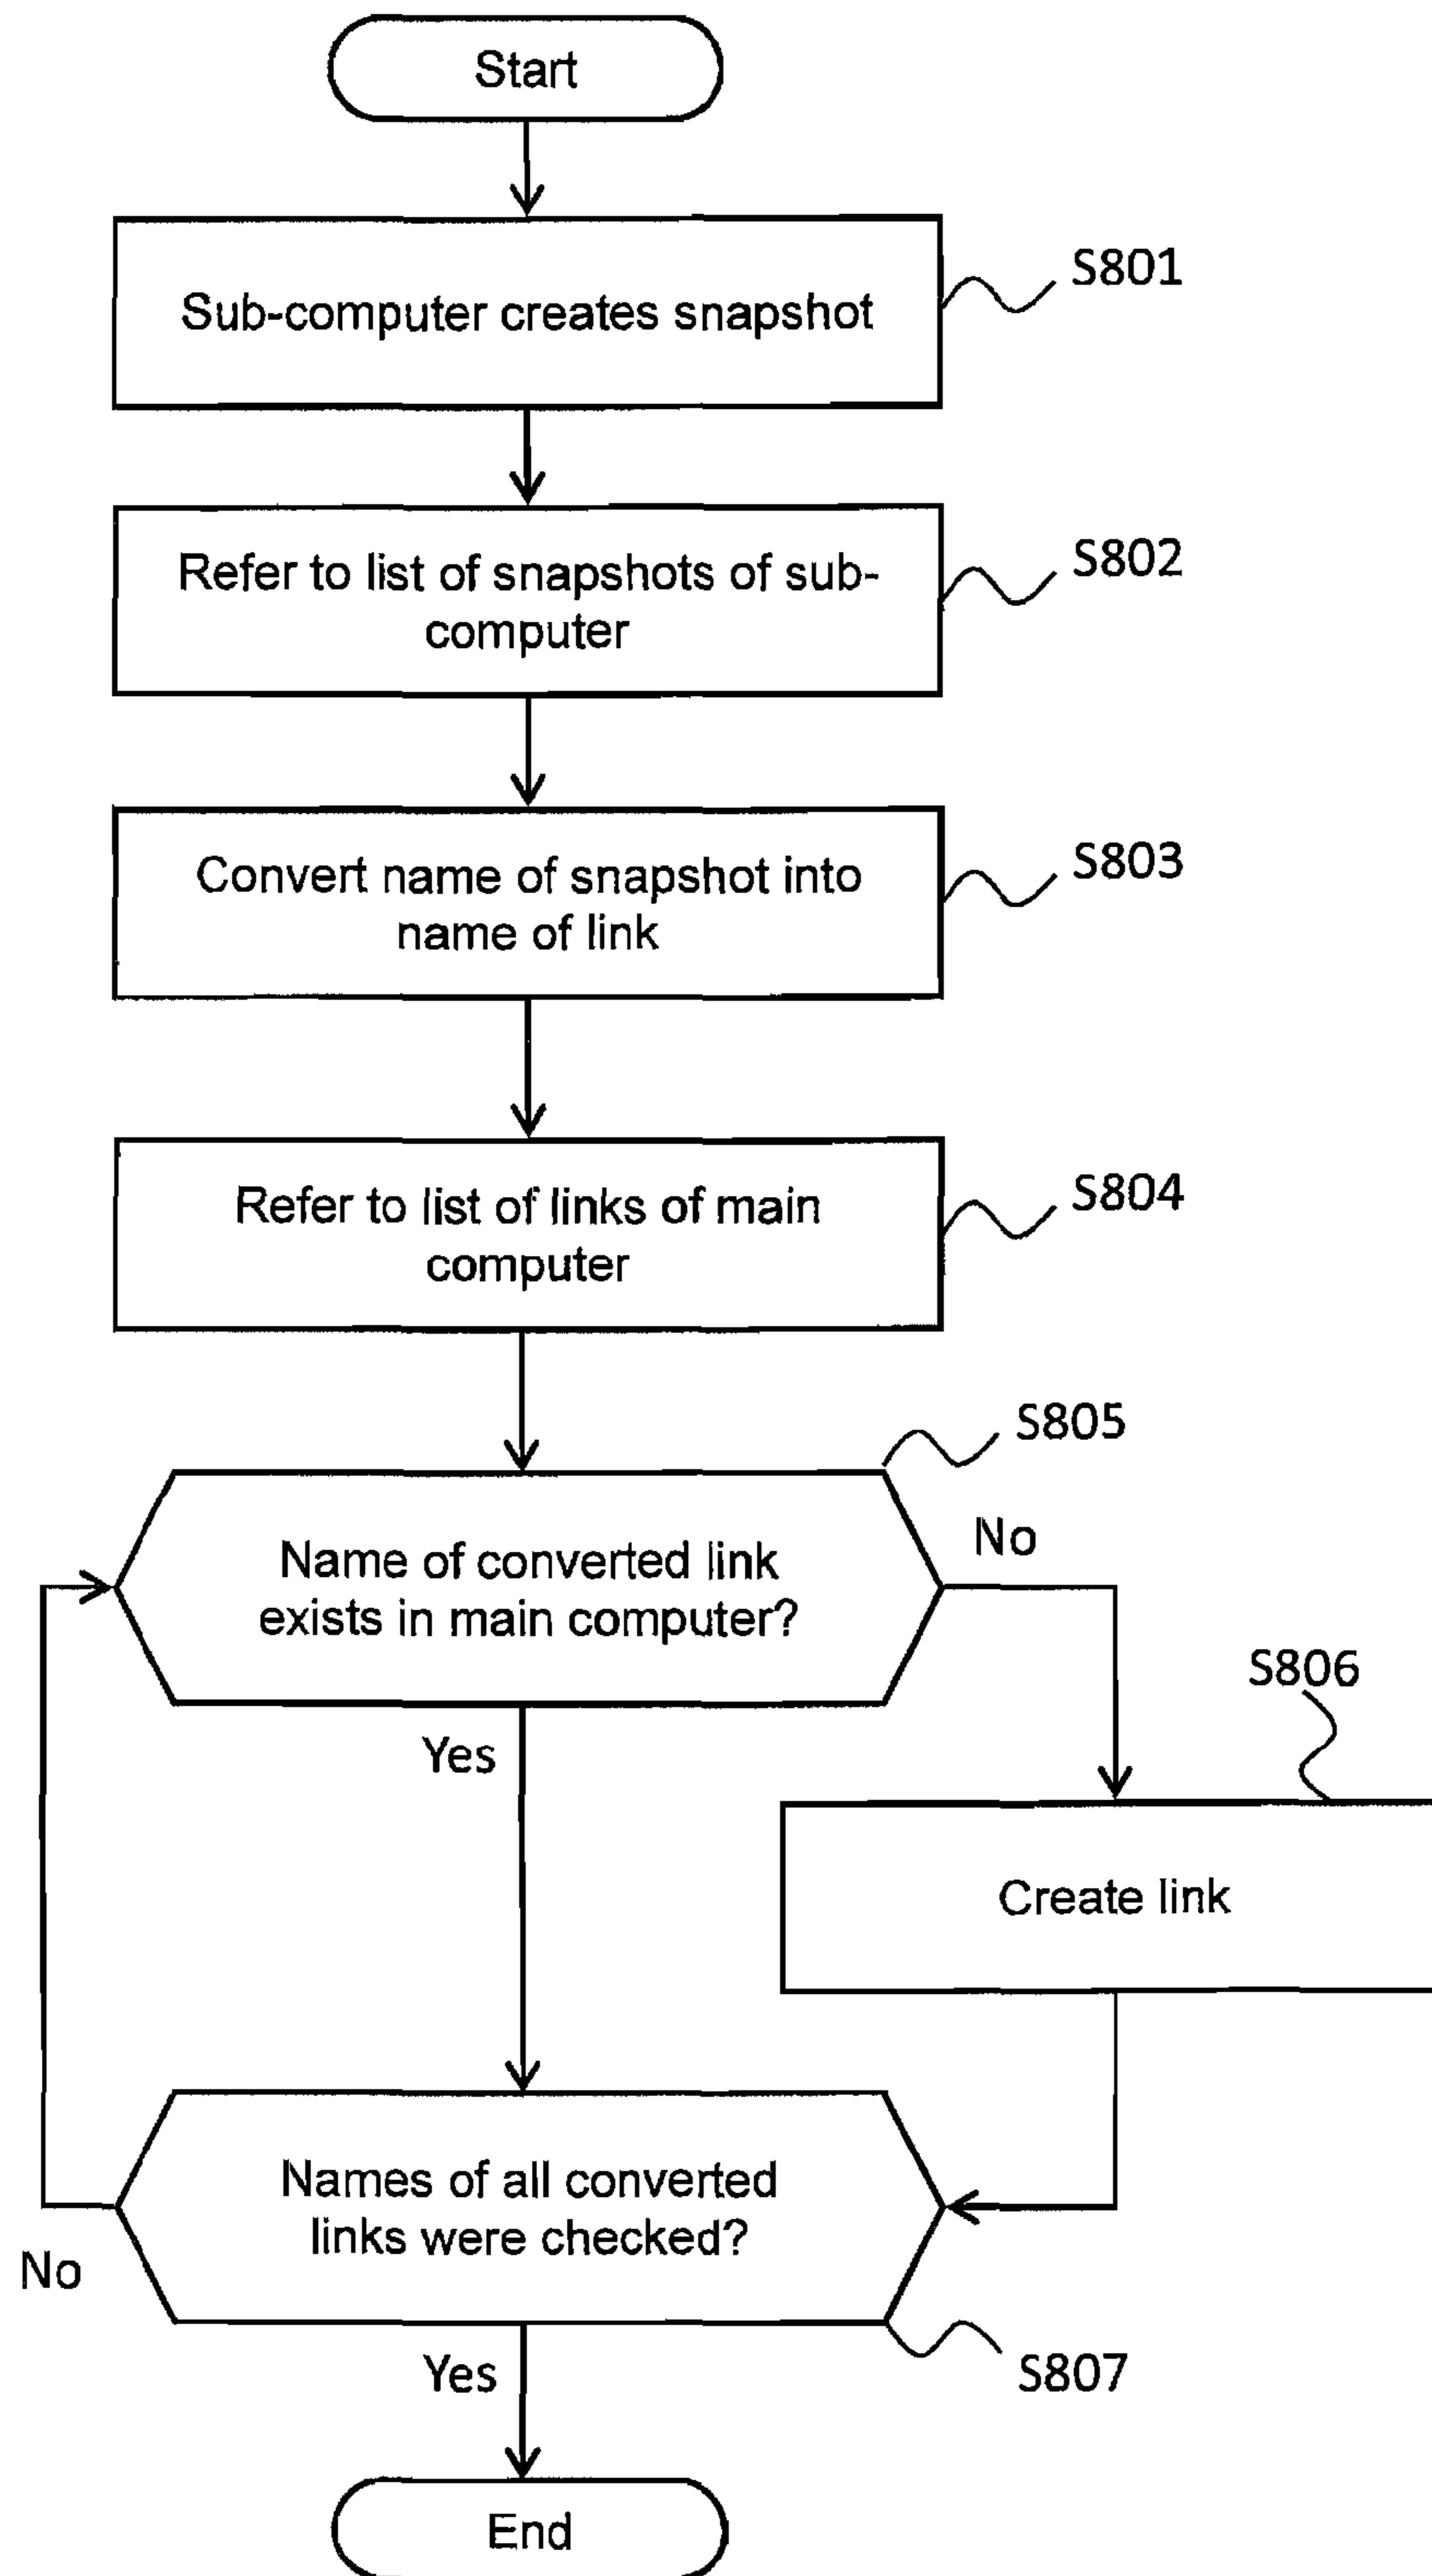 Start
Sub-computer creates snapshot
S801
Refer to list of snapshots of sub-
computer
S802
Convert name of snapshot into
name of link
S803
Refer to list of links of main
computer
S804
S805
Name of converted link
exists in main computer?
No
Yes
S806
Create link
Names of all converted
links were checked?
No
Yes
S807
End